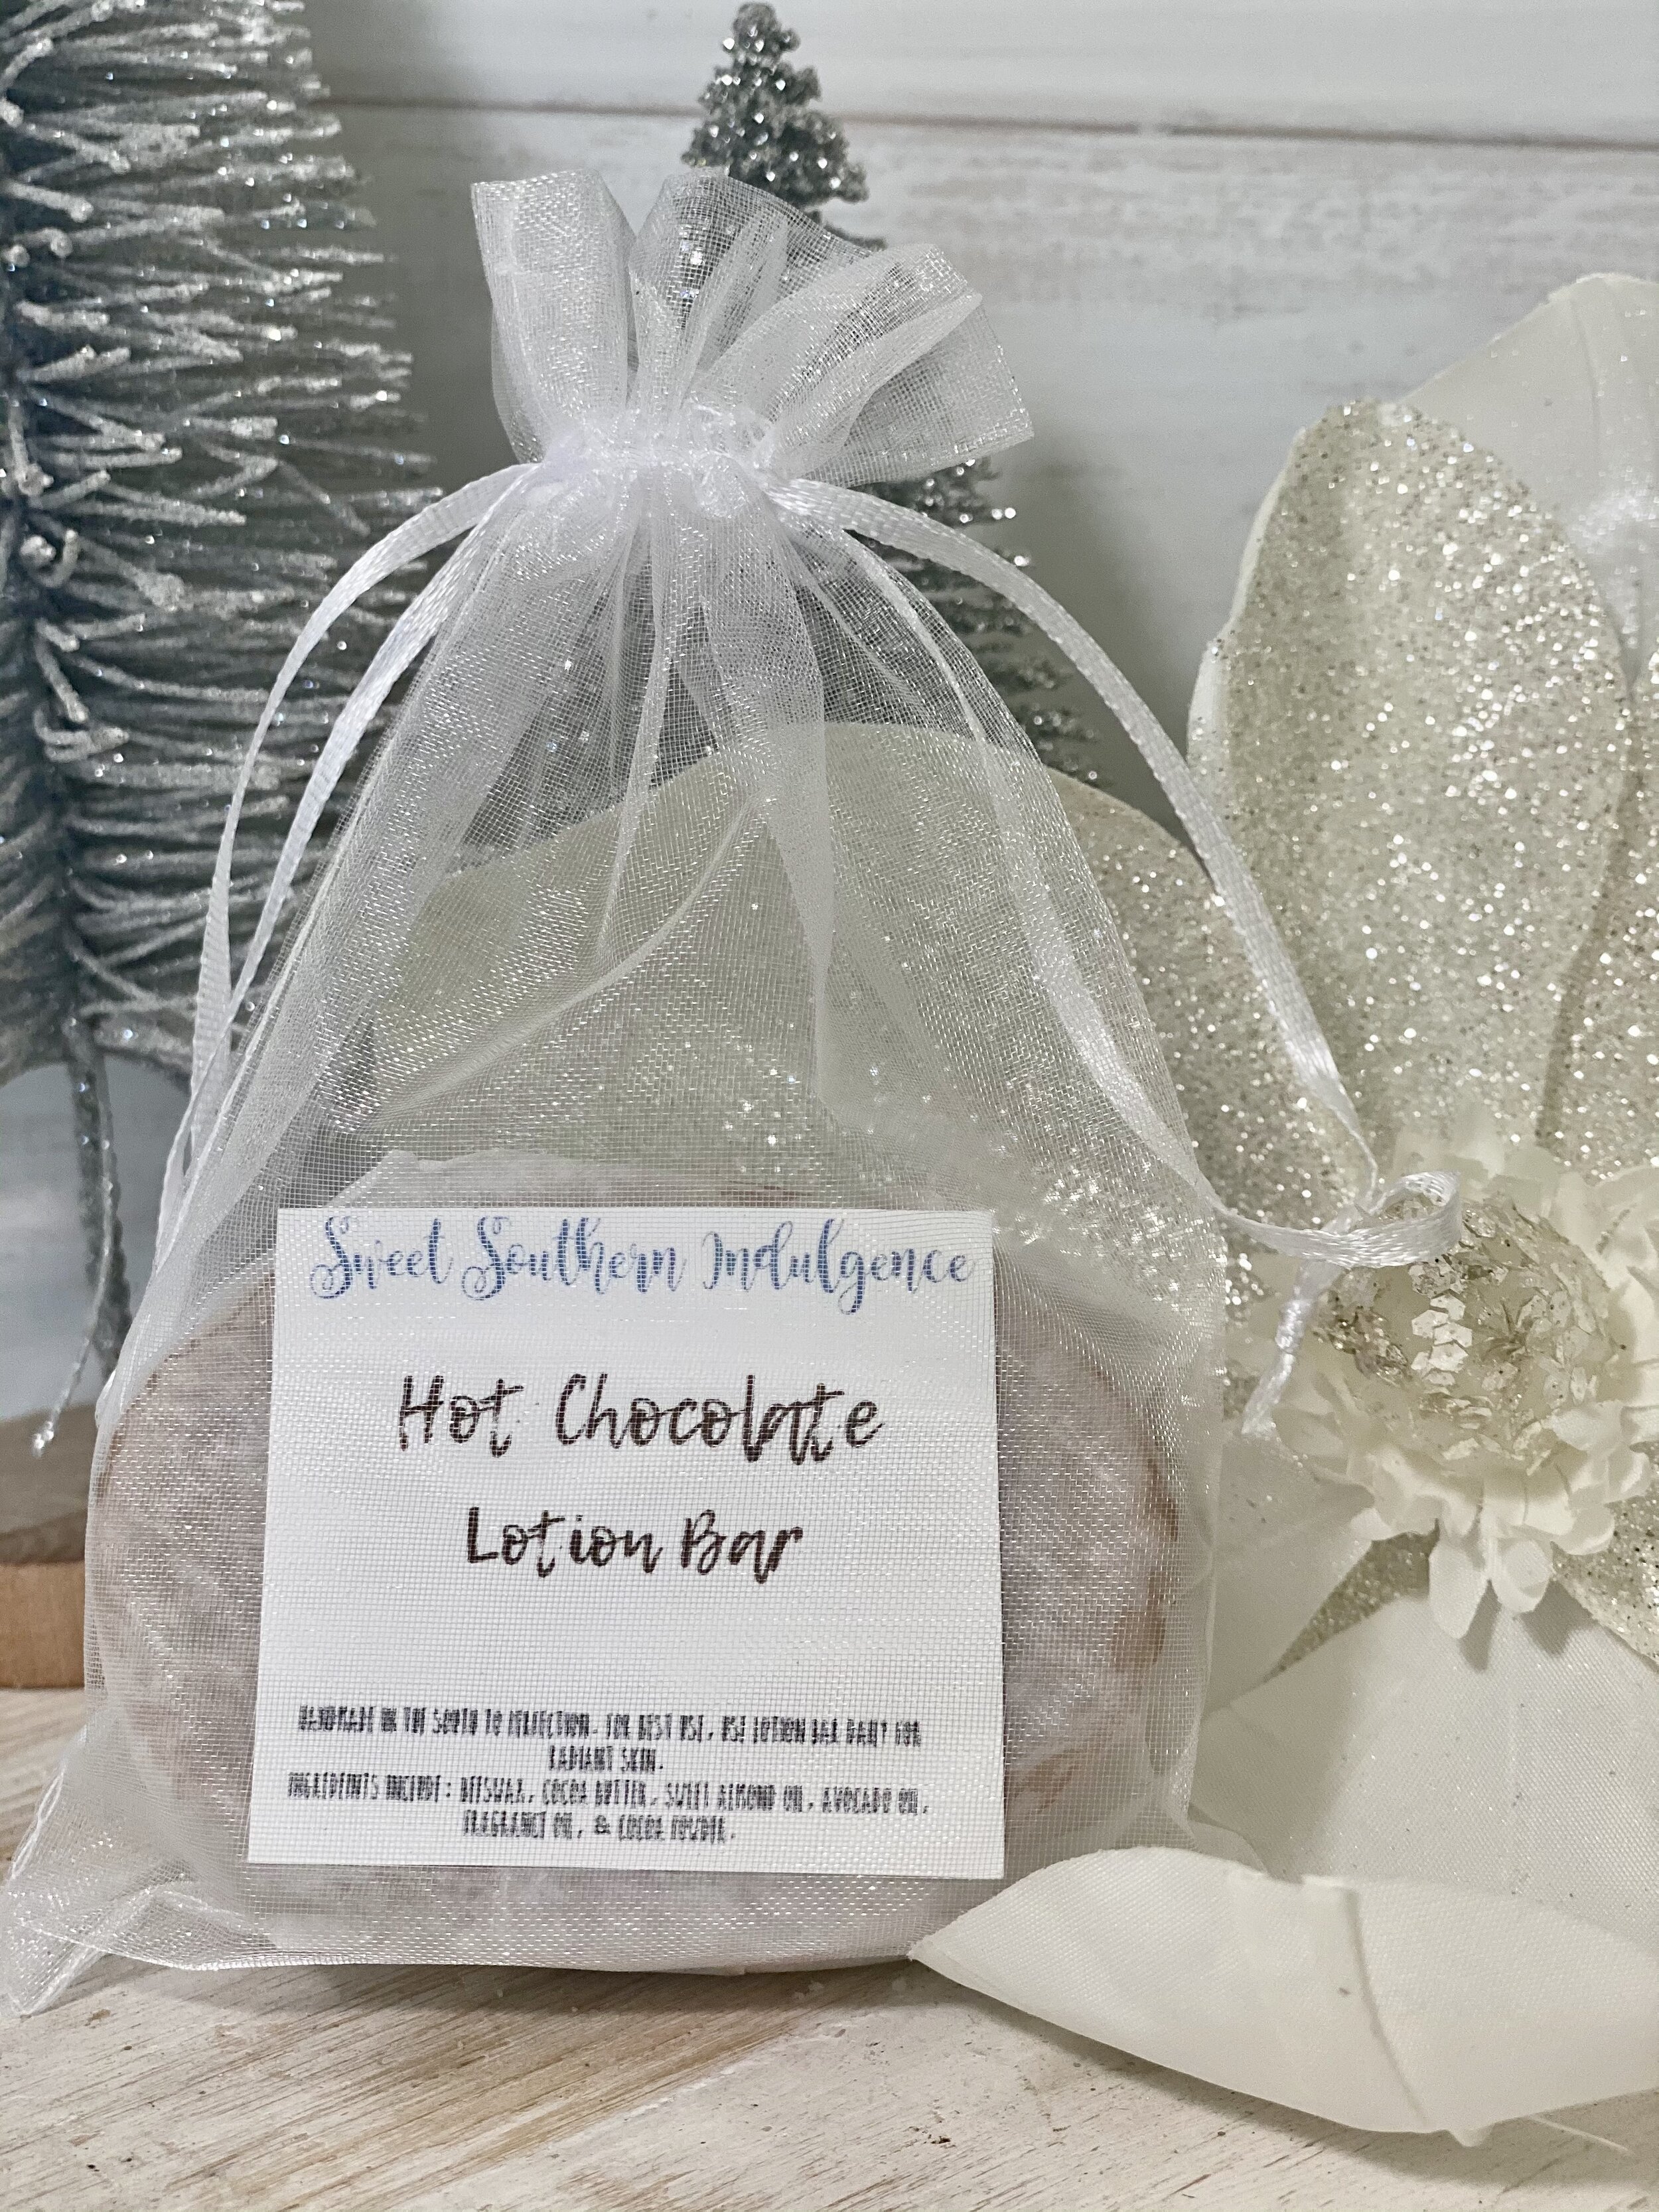 Sweet Southern Indulgence
Hot Chocolate
Lotion Bar
HANDMADE IN THE SOUTH TO PERFECTION. FOR BEST USE, USE LOTION BAR DAILY FOR
RADIANT SKIN.
INGREDIENTS INCLUDE: BEESWAX, COCOA BUTTER, SWEET ALMOND OIL, AVOCADO OIL,
FRAGRANCE OIL, & COCOA POWDER.